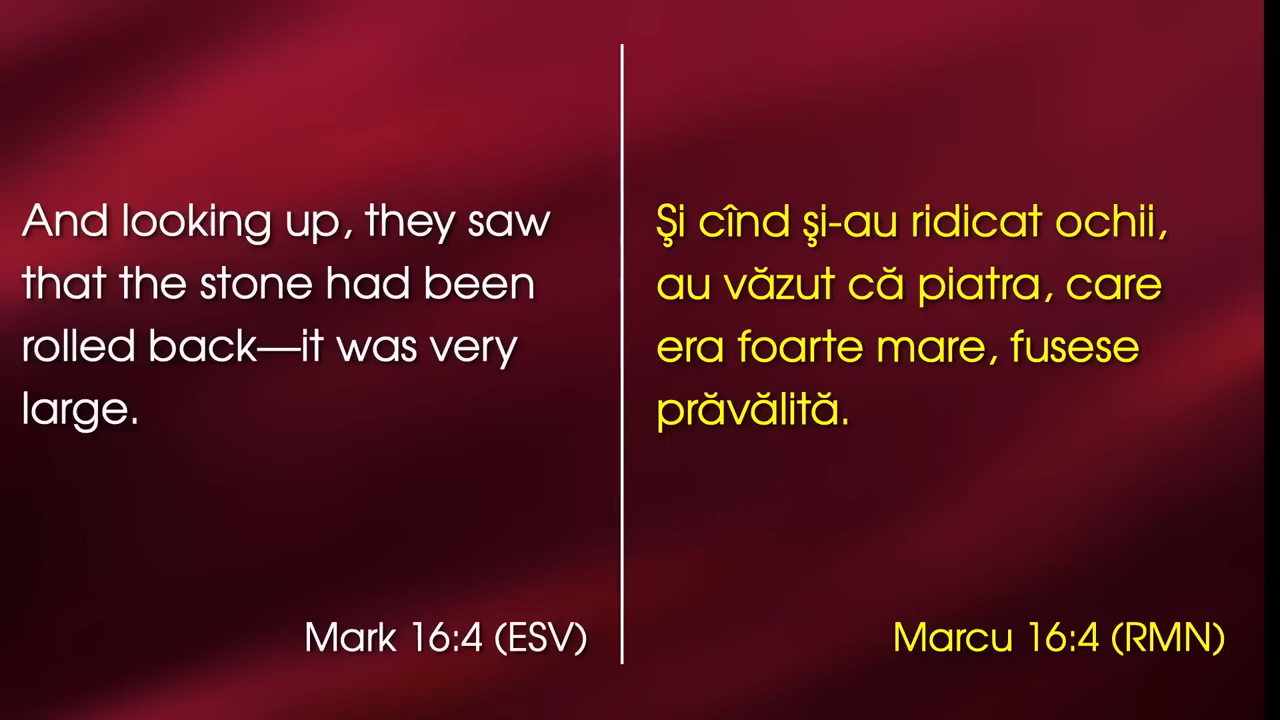 And looking up, they saw
that the stone had been
rolled back—it was very
large.
Mark 16:4 (ESV)
Şi cînd şi-au ridicat ochii,
au văzut că piatra, care
era foarte mare, fusese
prăvălită.
Marcu 16:4 (RMN)